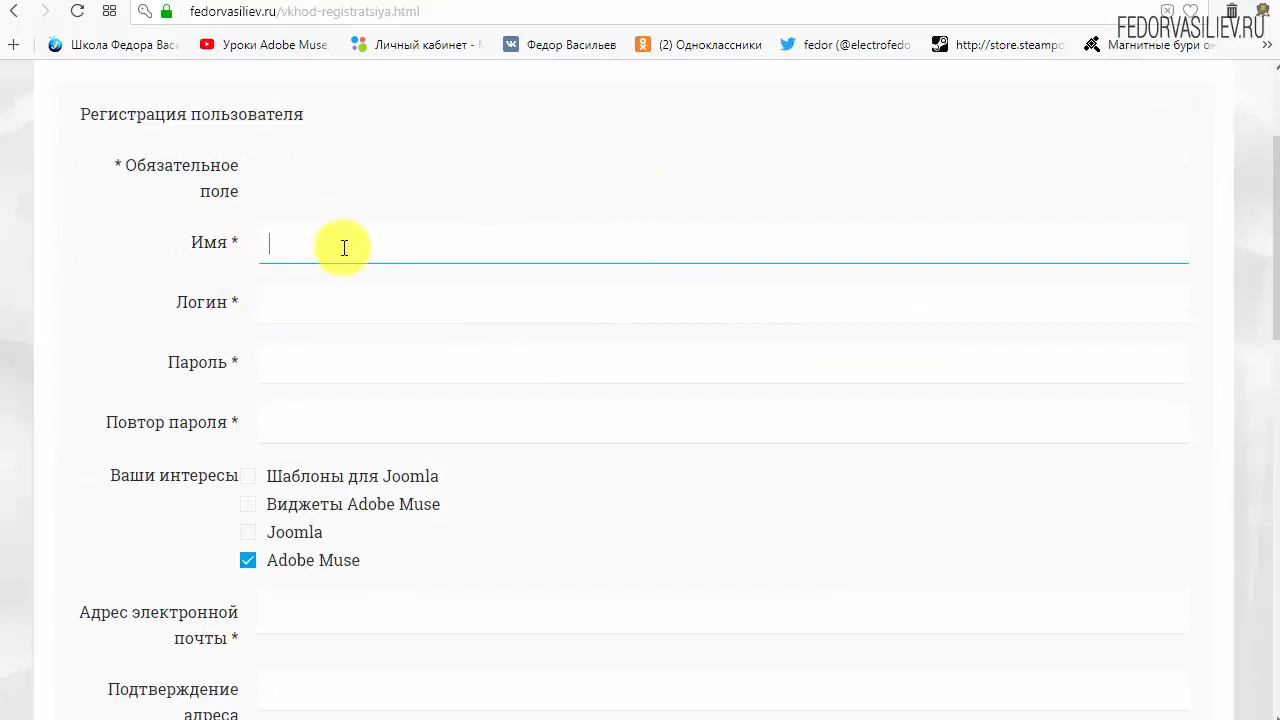 fedorvasiliev.ru/vkhod-registratsiya.html
FEDORVASILIEV.RU
Школа Федора Васи
Уроки Adobe Muse,
Личный кабинет -
Федор Васильев
(2) Одноклассники
fedor (@electrofedo
http://store.steampo
Магнитные бури он
Регистрация пользователя
* Обязательное
поле
Имя *
Логин *
Пароль *
Повтор пароля *
Ваши интересы
Шаблоны для Joomla
Виджеты Adobe Muse
Joomla
Adobe Muse
Адрес электронной
почты *
Подтверждение
адреса